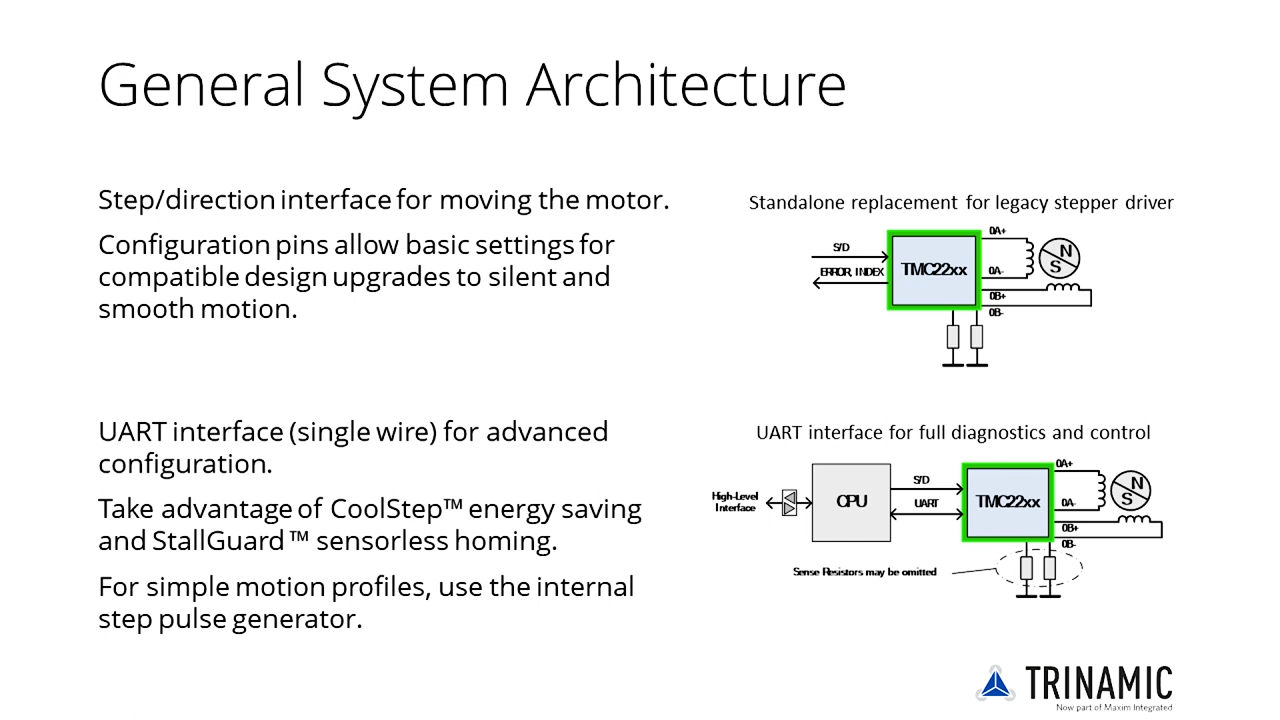 General System Architecture
Step/direction interface for moving the motor.
Configuration pins allow basic settings for
compatible design upgrades to silent and
smooth motion.
Standalone replacement for legacy stepper driver
S/D
ERROR, INDEX
TMC22xx
0A+
0A-
0B+
0B-
N
S
UART interface (single wire) for advanced
configuration.
Take advantage of CoolStep™ energy saving
and StallGuard™ sensorless homing.
For simple motion profiles, use the internal
step pulse generator.
UART interface for full diagnostics and control
High-Level
Interface
CPU
S/D
UART
TMC22xx
0A+
0A-
0B+
0B-
N
S
Sense Resistors may be omitted
TRINAMIC
Now part of Maxim Integrated